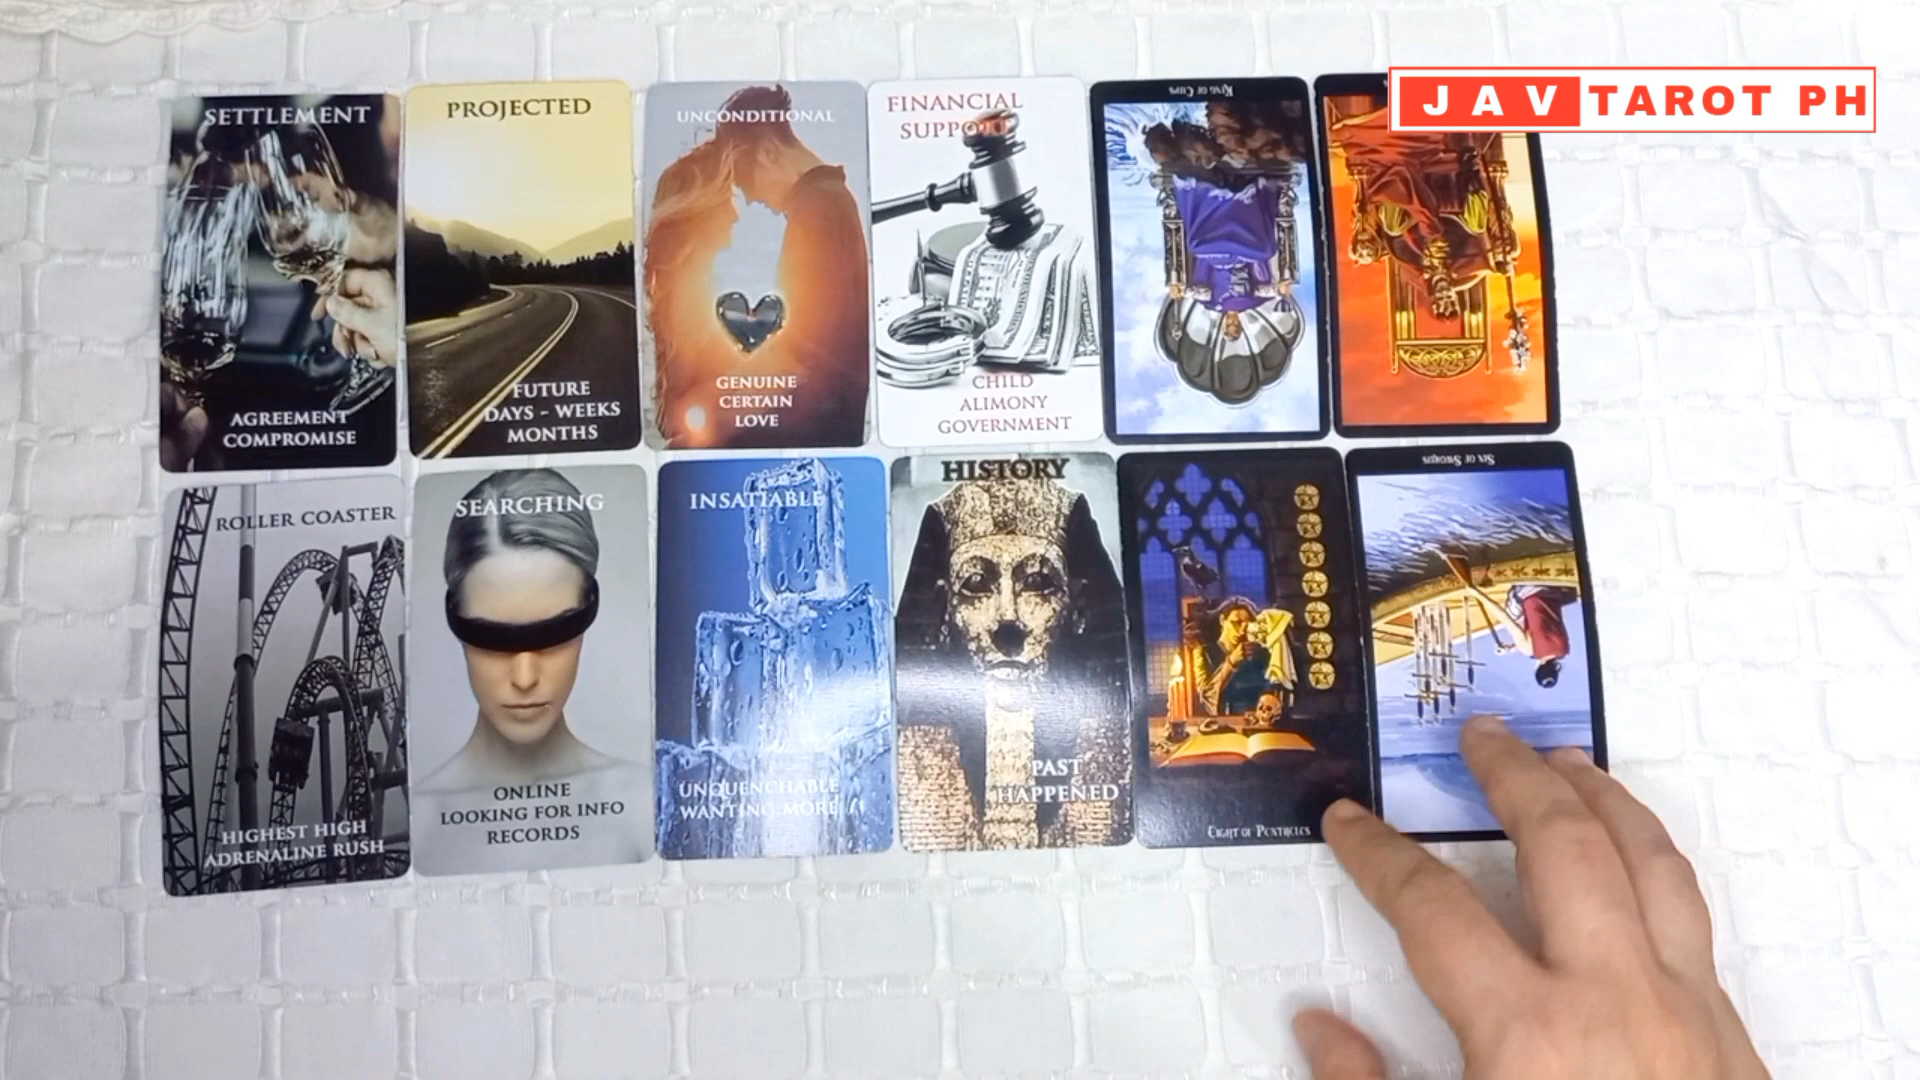 JAV TAROT PH
SETTLEMENT
AGREEMENT
COMPROMISE
PROJECTED
FUTURE
DAYS - WEEKS
MONTHS
UNCONDITIONAL
GENUINE
CERTAIN
LOVE
FINANCIAL
SUPPORT
CHILD
ALIMONY
GOVERNMENT
King of Cups
ROLLER COASTER
HIGHEST HIGH
ADRENALINE RUSH
SEARCHING
ONLINE
LOOKING FOR INFO
RECORDS
INSATIABLE
UNQUENCHABLE
WANTING MORE
HISTORY
PAST
HAPPENED
Eight of Pentacles
Six of Swords